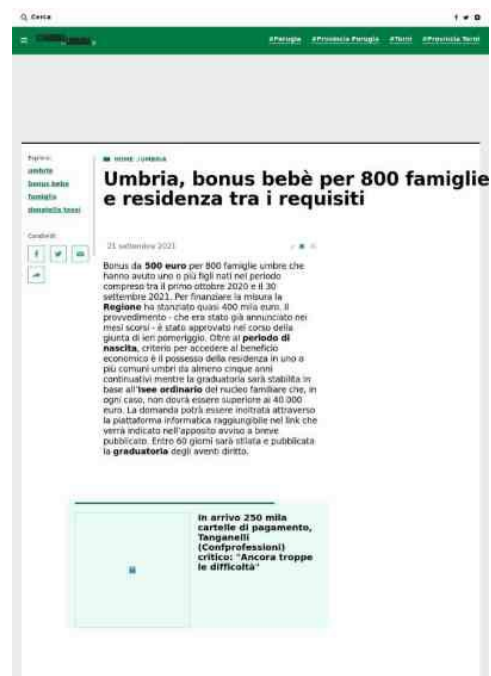 Cerca
#Perugia #Provincia Perugia #Terni #Provincia Terni
Esplora:
umbria
bonus bebè
famiglia
donatella tesei
Condividi:
HOME /UMBRIA
Umbria, bonus bebè per 800 famiglie
e residenza tra i requisiti
21 settembre 2021
Bonus da 500 euro per 800 famiglie umbre che
hanno avuto uno o più figli nati nel periodo
compreso tra il primo ottobre 2020 e il 30
settembre 2021. Per finanziare la misura la
Regione ha stanziato quasi 400 mila euro. Il
provvedimento - che era stato già annunciato nei
mesi scorsi - è stato approvato nel corso della
giunta di ieri pomeriggio. Oltre al periodo di
nascita, criterio per accedere al beneficio
economico è il possesso della residenza in uno o
più comuni umbri da almeno cinque anni
continuativi mentre la graduatoria sarà stabilita in
base all'isee ordinario del nucleo familiare che, in
ogni caso, non dovrà essere superiore ai 40.000
euro. La domanda potrà essere inoltrata attraverso
la piattaforma informatica raggiungibile nel link che
verrà indicato nell'apposito avviso a breve
pubblicato. Entro 60 giorni sarà stilata e pubblicata
la graduatoria degli aventi diritto.
In arrivo 250 mila
cartelle di pagamento,
Tanganelli
(Confprofessioni)
critico: "Ancora troppe
le difficoltà"